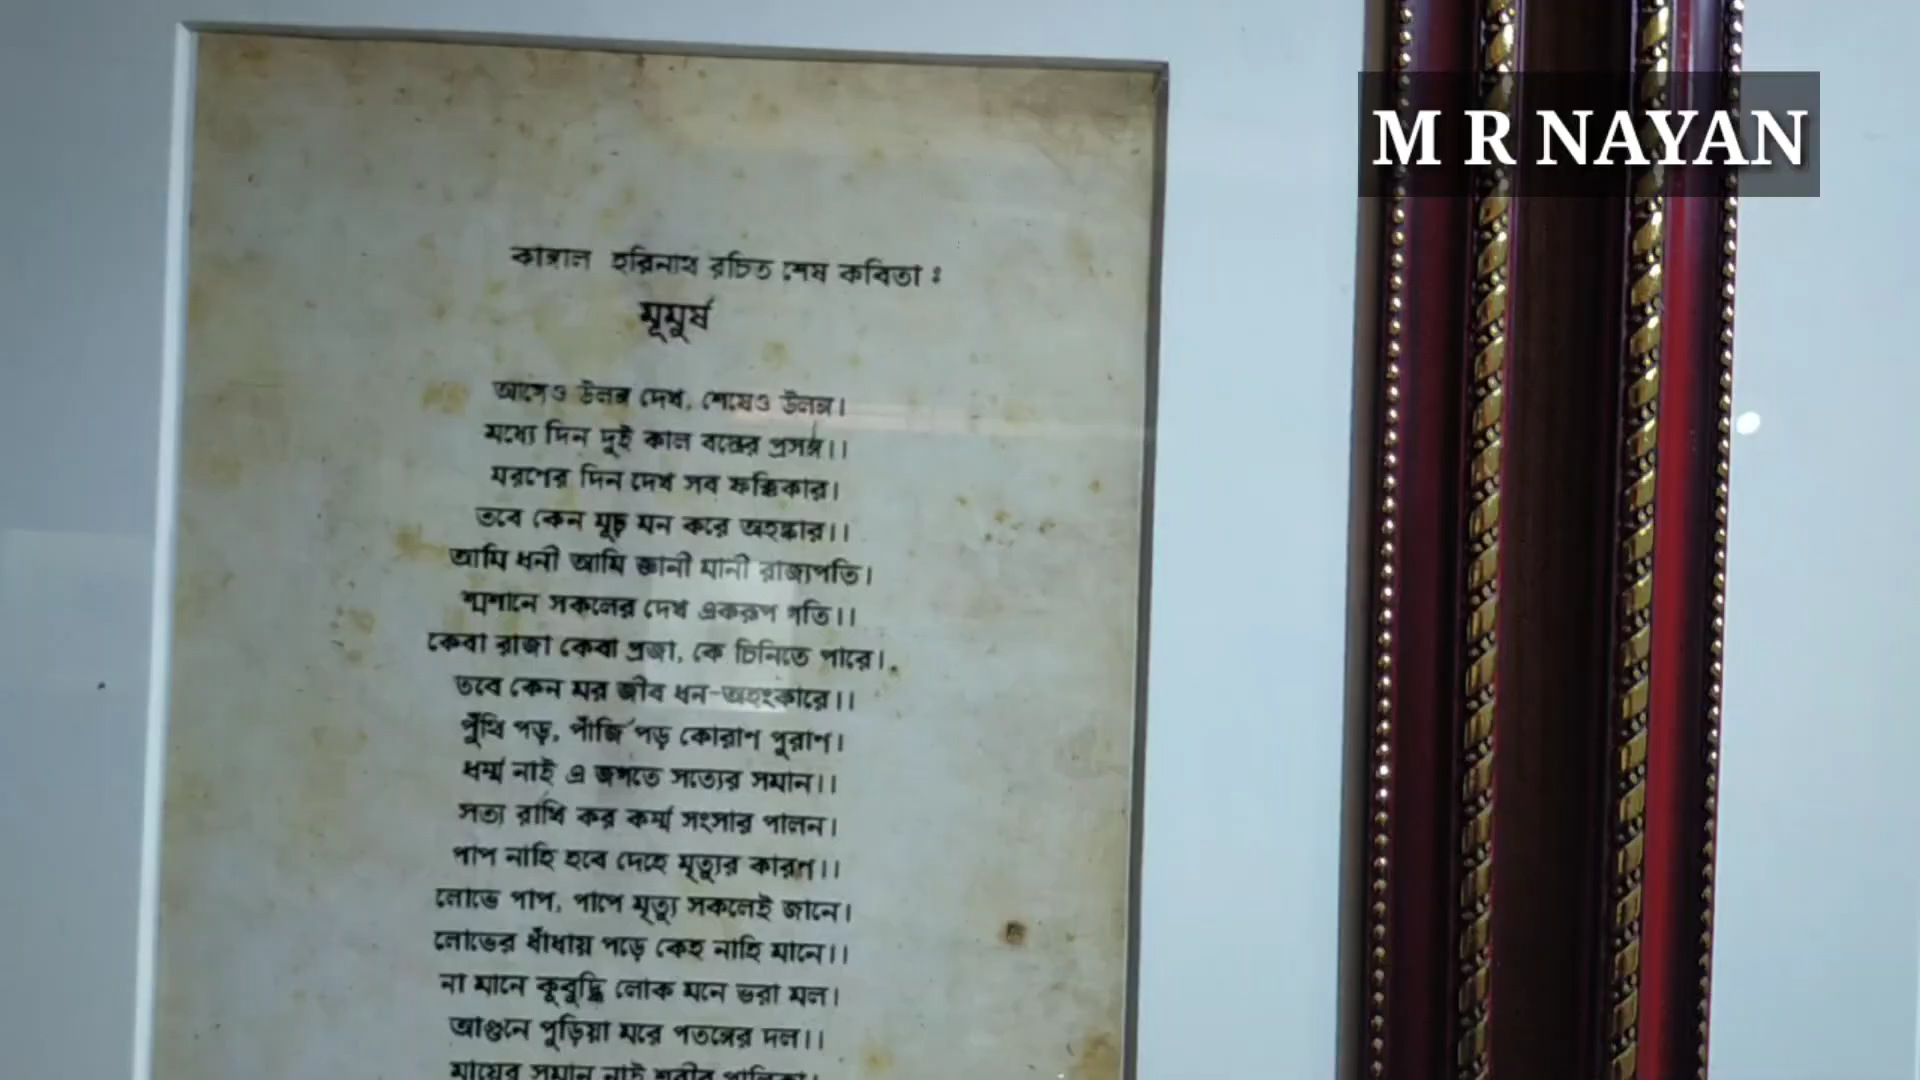 কাঙ্গাল হরিনাথ রচিত শেষ কবিতা ঃ
মূমূর্ষ
আগেও উলঙ্গ দেখ, শেষেও উলঙ্গ।
মধ্যে দিন দুই কাল বস্ত্রের প্রসঙ্গ।।
মরণের দিন দেখ সব ফক্কিকার।
তবে কেন মূঢ় মন করে অহঙ্কার।।
আমি ধনী আমি জ্ঞানী মানী রাজ্যপতি।
শ্মশানে সকলের দেখ একরূপ গতি।।
কেবা রাজা কেবা প্রজা, কে চিনিতে পারে।
তবে কেন মর জীব ধন-অহংকারে।।
পুঁথি পড়, পাঁজি পড় কোরাণ পুরাণ।
ধর্ম্ম নাই এ জগতে সত্যের সমান।।
সত্য রাখি কর কর্ম্ম সংসার পালন।
পাপ নাহি হবে দেহে মৃত্যুর কারণ।।
লোভে পাপ, পাপে মৃত্যু সকলেই জানে।
লোভের ধাঁধায় পড়ে কেহ নাহি মানে।।
না মানে কুবুদ্ধি লোক মনে ভরা মল।
আগুনে পুড়িয়া মরে পতঙ্গের দল।।
মায়ের সমান নাই শরীর পালিকা।
M R NAYAN